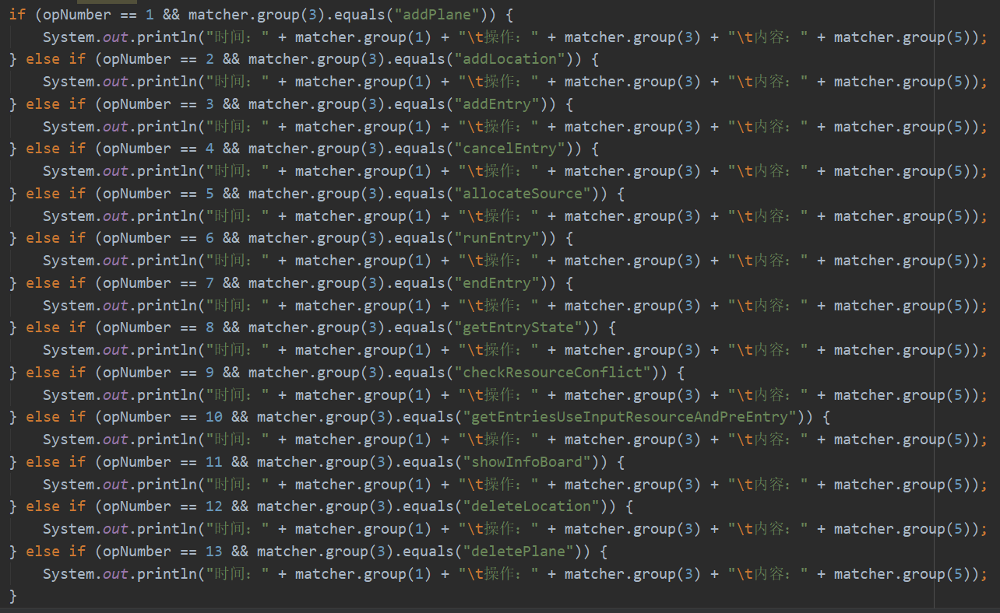 if (opNumber == 1 && matcher.group(3).equals("addPlane")) {
    System.out.println("时间：" + matcher.group(1) + "\t操作：" + matcher.group(3) + "\t内容：" + matcher.group(5));
} else if (opNumber == 2 && matcher.group(3).equals("addLocation")) {
    System.out.println("时间：" + matcher.group(1) + "\t操作：" + matcher.group(3) + "\t内容：" + matcher.group(5));
} else if (opNumber == 3 && matcher.group(3).equals("addEntry")) {
    System.out.println("时间：" + matcher.group(1) + "\t操作：" + matcher.group(3) + "\t内容：" + matcher.group(5));
} else if (opNumber == 4 && matcher.group(3).equals("cancelEntry")) {
    System.out.println("时间：" + matcher.group(1) + "\t操作：" + matcher.group(3) + "\t内容：" + matcher.group(5));
} else if (opNumber == 5 && matcher.group(3).equals("allocateSource")) {
    System.out.println("时间：" + matcher.group(1) + "\t操作：" + matcher.group(3) + "\t内容：" + matcher.group(5));
} else if (opNumber == 6 && matcher.group(3).equals("runEntry")) {
    System.out.println("时间：" + matcher.group(1) + "\t操作：" + matcher.group(3) + "\t内容：" + matcher.group(5));
} else if (opNumber == 7 && matcher.group(3).equals("endEntry")) {
    System.out.println("时间：" + matcher.group(1) + "\t操作：" + matcher.group(3) + "\t内容：" + matcher.group(5));
} else if (opNumber == 8 && matcher.group(3).equals("getEntryState")) {
    System.out.println("时间：" + matcher.group(1) + "\t操作：" + matcher.group(3) + "\t内容：" + matcher.group(5));
} else if (opNumber == 9 && matcher.group(3).equals("checkResourceConflict")) {
    System.out.println("时间：" + matcher.group(1) + "\t操作：" + matcher.group(3) + "\t内容：" + matcher.group(5));
} else if (opNumber == 10 && matcher.group(3).equals("getEntriesUseInputResourceAndPreEntry")) {
    System.out.println("时间：" + matcher.group(1) + "\t操作：" + matcher.group(3) + "\t内容：" + matcher.group(5));
} else if (opNumber == 11 && matcher.group(3).equals("showInfoBoard")) {
    System.out.println("时间：" + matcher.group(1) + "\t操作：" + matcher.group(3) + "\t内容：" + matcher.group(5));
} else if (opNumber == 12 && matcher.group(3).equals("deleteLocation")) {
    System.out.println("时间：" + matcher.group(1) + "\t操作：" + matcher.group(3) + "\t内容：" + matcher.group(5));
} else if (opNumber == 13 && matcher.group(3).equals("deletePlane")) {
    System.out.println("时间：" + matcher.group(1) + "\t操作：" + matcher.group(3) + "\t内容：" + matcher.group(5));
}